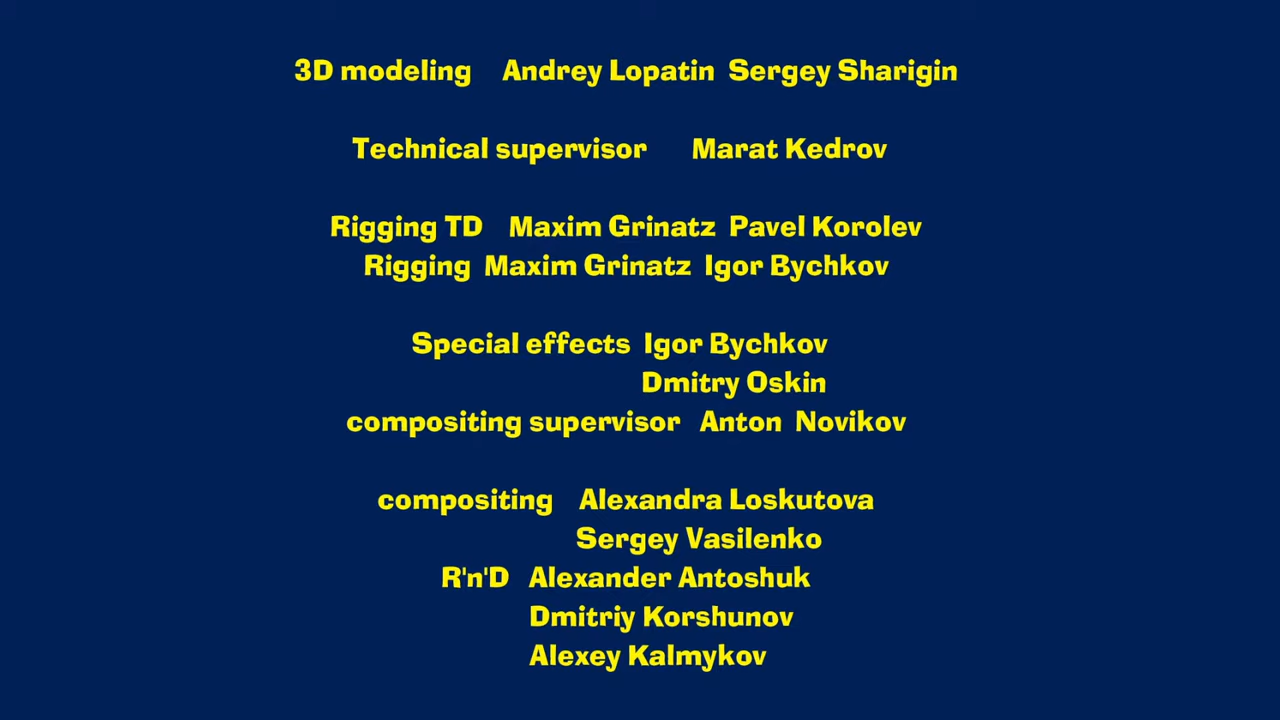 3D modeling Andrey Lopatin Sergey Sharigin
Technical supervisor Marat Kedrov
Rigging TD Maxim Grinatz Pavel Korolev
Rigging Maxim Grinatz Igor Bychkov
Special effects Igor Bychkov
Dmitry Oskin
compositing supervisor Anton Novikov
compositing Alexandra Loskutova
Sergey Vasilenko
R'n'D Alexander Antoshuk
Dmitriy Korshunov
Alexey Kalmykov